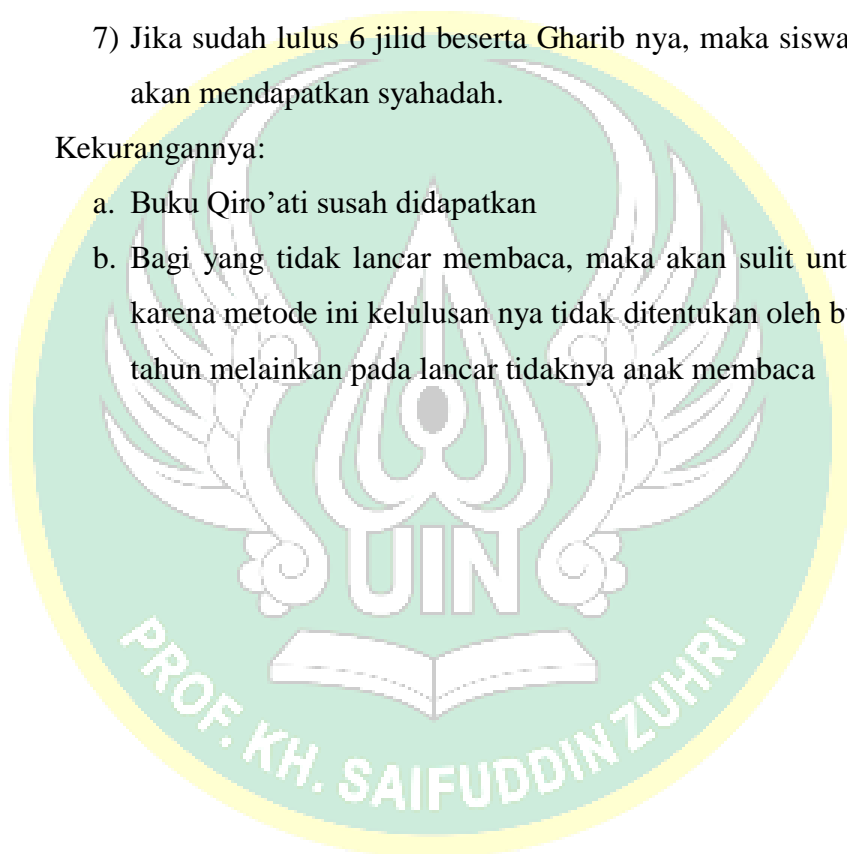 7) Jika sudah lulus 6 jilid beserta Gharib nya, maka siswa
akan mendapatkan syahadah.
Kekurangannya:
a. Buku Qiro’ati susah didapatkan
b. Bagi yang tidak lancar membaca, maka akan sulit
karena metode ini kelulusan nya tidak ditentukan oleh
tahun melainkan pada lancar tidaknya anak membaca
UIN
PROF. KH. SAIFUDDIN ZUHRI